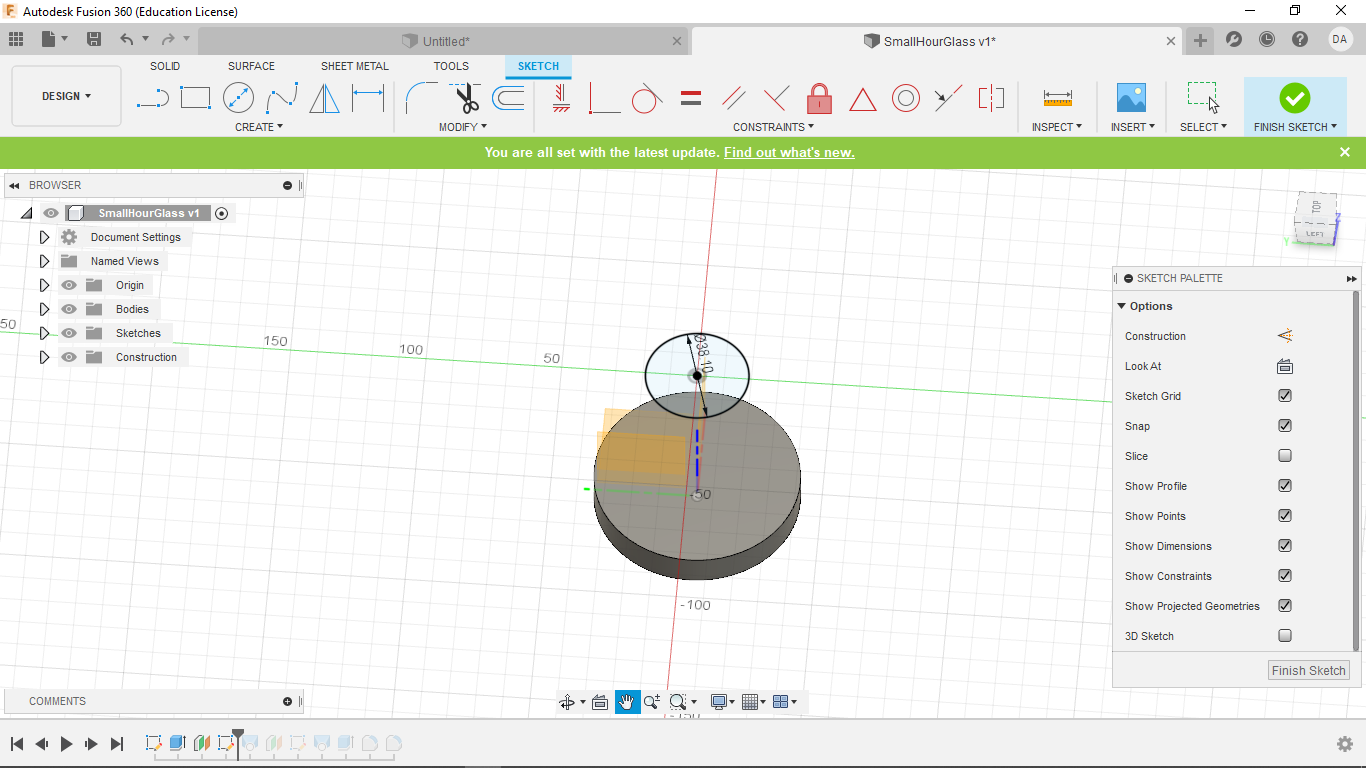 Autodesk Fusion 360 (Education License)
Untitled*
SmallHourGlass v1*
DA
DESIGN
SOLID
SURFACE
SHEET METAL
TOOLS
SKETCH
CREATE
MODIFY
CONSTRAINTS
INSPECT
INSERT
SELECT
FINISH SKETCH
You are all set with the latest update. Find out what's new.
BROWSER
SmallHourGlass v1
Document Settings
Named Views
Origin
Bodies
Sketches
Construction
50
150
100
50
Ø38.10
-50
-100
-150
TOP
LEFT
Z
Y
SKETCH PALETTE
Options
Construction
Look At
Sketch Grid
Snap
Slice
Show Profile
Show Points
Show Dimensions
Show Constraints
Show Projected Geometries
3D Sketch
Finish Sketch
COMMENTS